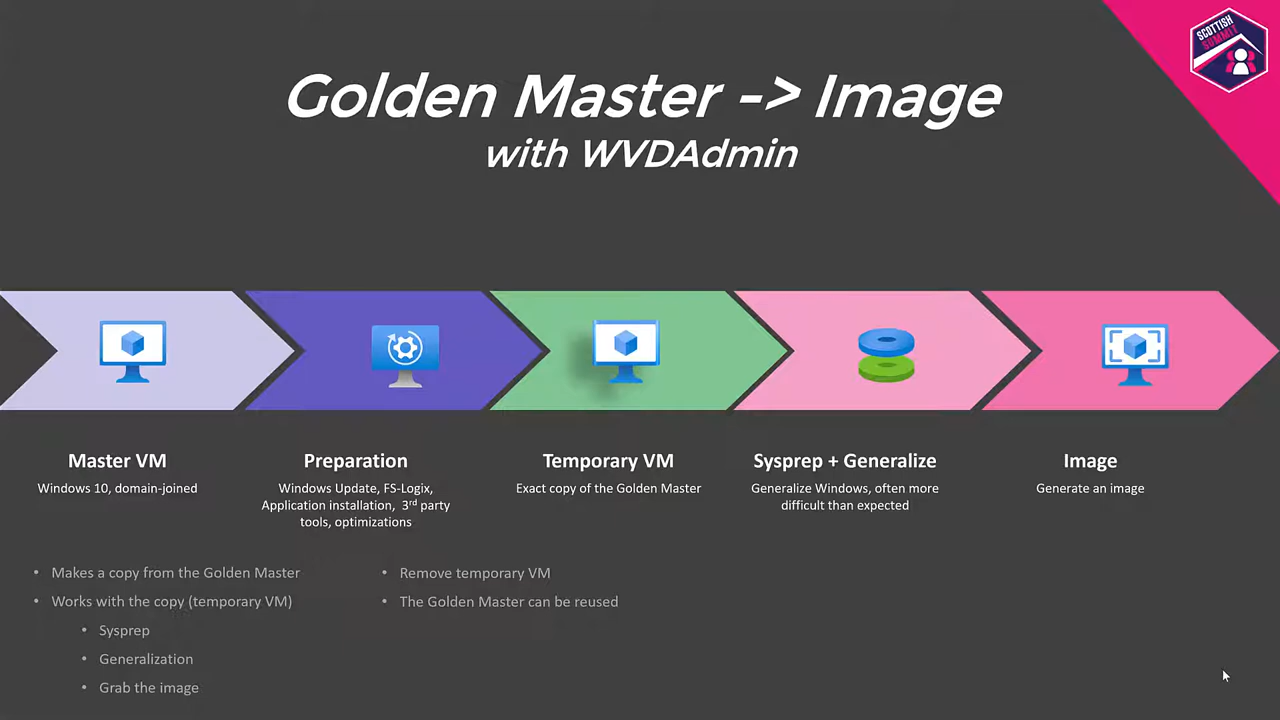 SCOTTISH
SUMMIT
Golden Master -> Image
with WVDAdmin
Master VM
Windows 10, domain-joined
Preparation
Windows Update, FS-Logix,
Application installation, 3rd party
tools, optimizations
Temporary VM
Exact copy of the Golden Master
Sysprep + Generalize
Generalize Windows, often more
difficult than expected
Image
Generate an image
• Makes a copy from the Golden Master
• Works with the copy (temporary VM)
• Sysprep
• Generalization
• Grab the image
• Remove temporary VM
• The Golden Master can be reused